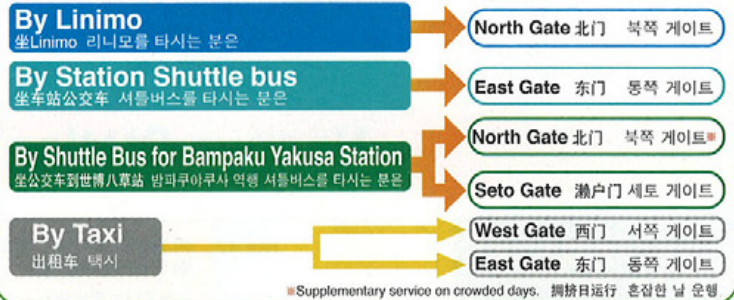 By Linimo
坐Linimo 리니모를 타시는 분은
North Gate 北门 북쪽 게이트
By Station Shuttle bus
坐车站公交车 셔틀버스를 타시는 분은
East Gate 东门 동쪽 게이트
By Shuttle Bus for Bampaku Yakusa Station
坐公交车到世博八草站 밤파쿠야쿠사 역행 셔틀버스를 타시는 분은
North Gate 北门 북쪽 게이트※
Seto Gate 濑户门 세토 게이트
By Taxi
出租车 택시
West Gate 西门 서쪽 게이트
East Gate 东门 동쪽 게이트
※Supplementary service on crowded days. 拥挤日运行 혼잡한 날 운행